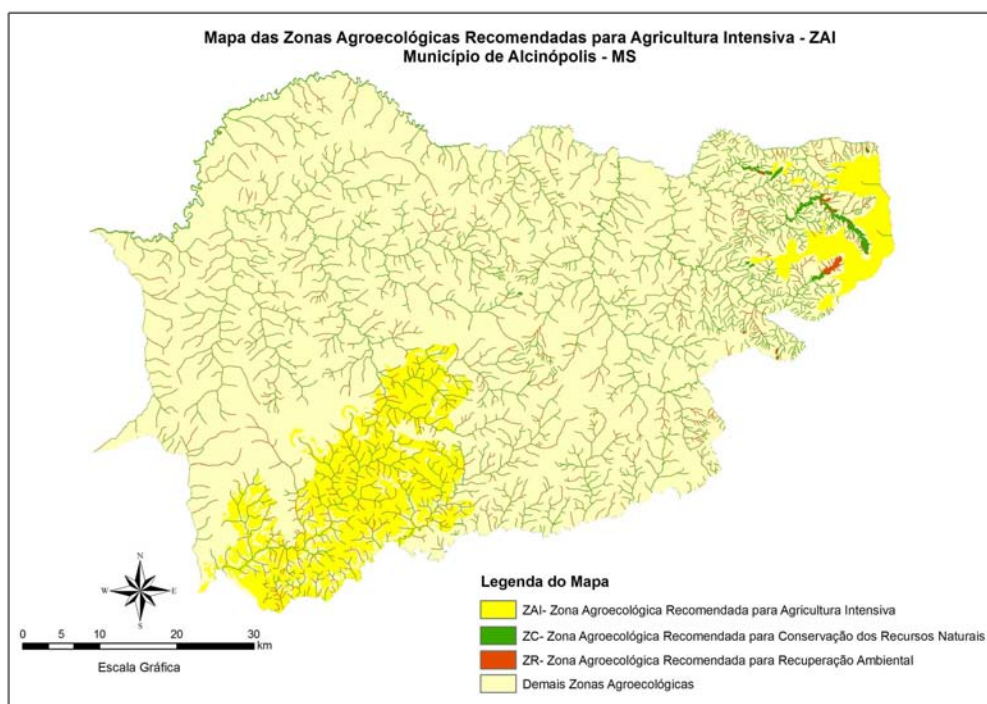 Mapa das Zonas Agroecológicas Recomendadas para Agricultura Intensiva - ZAI
Município de Alcinópolis - MS
N
W
E
S
0 5 10 20 30
km
Escala Gráfica
Legenda do Mapa
ZAI- Zona Agroecológica Recomendada para Agricultura Intensiva
ZC- Zona Agroecológica Recomendada para Conservação dos Recursos Naturais
ZR- Zona Agroecológica Recomendada para Recuperação Ambiental
Demais Zonas Agroecológicas